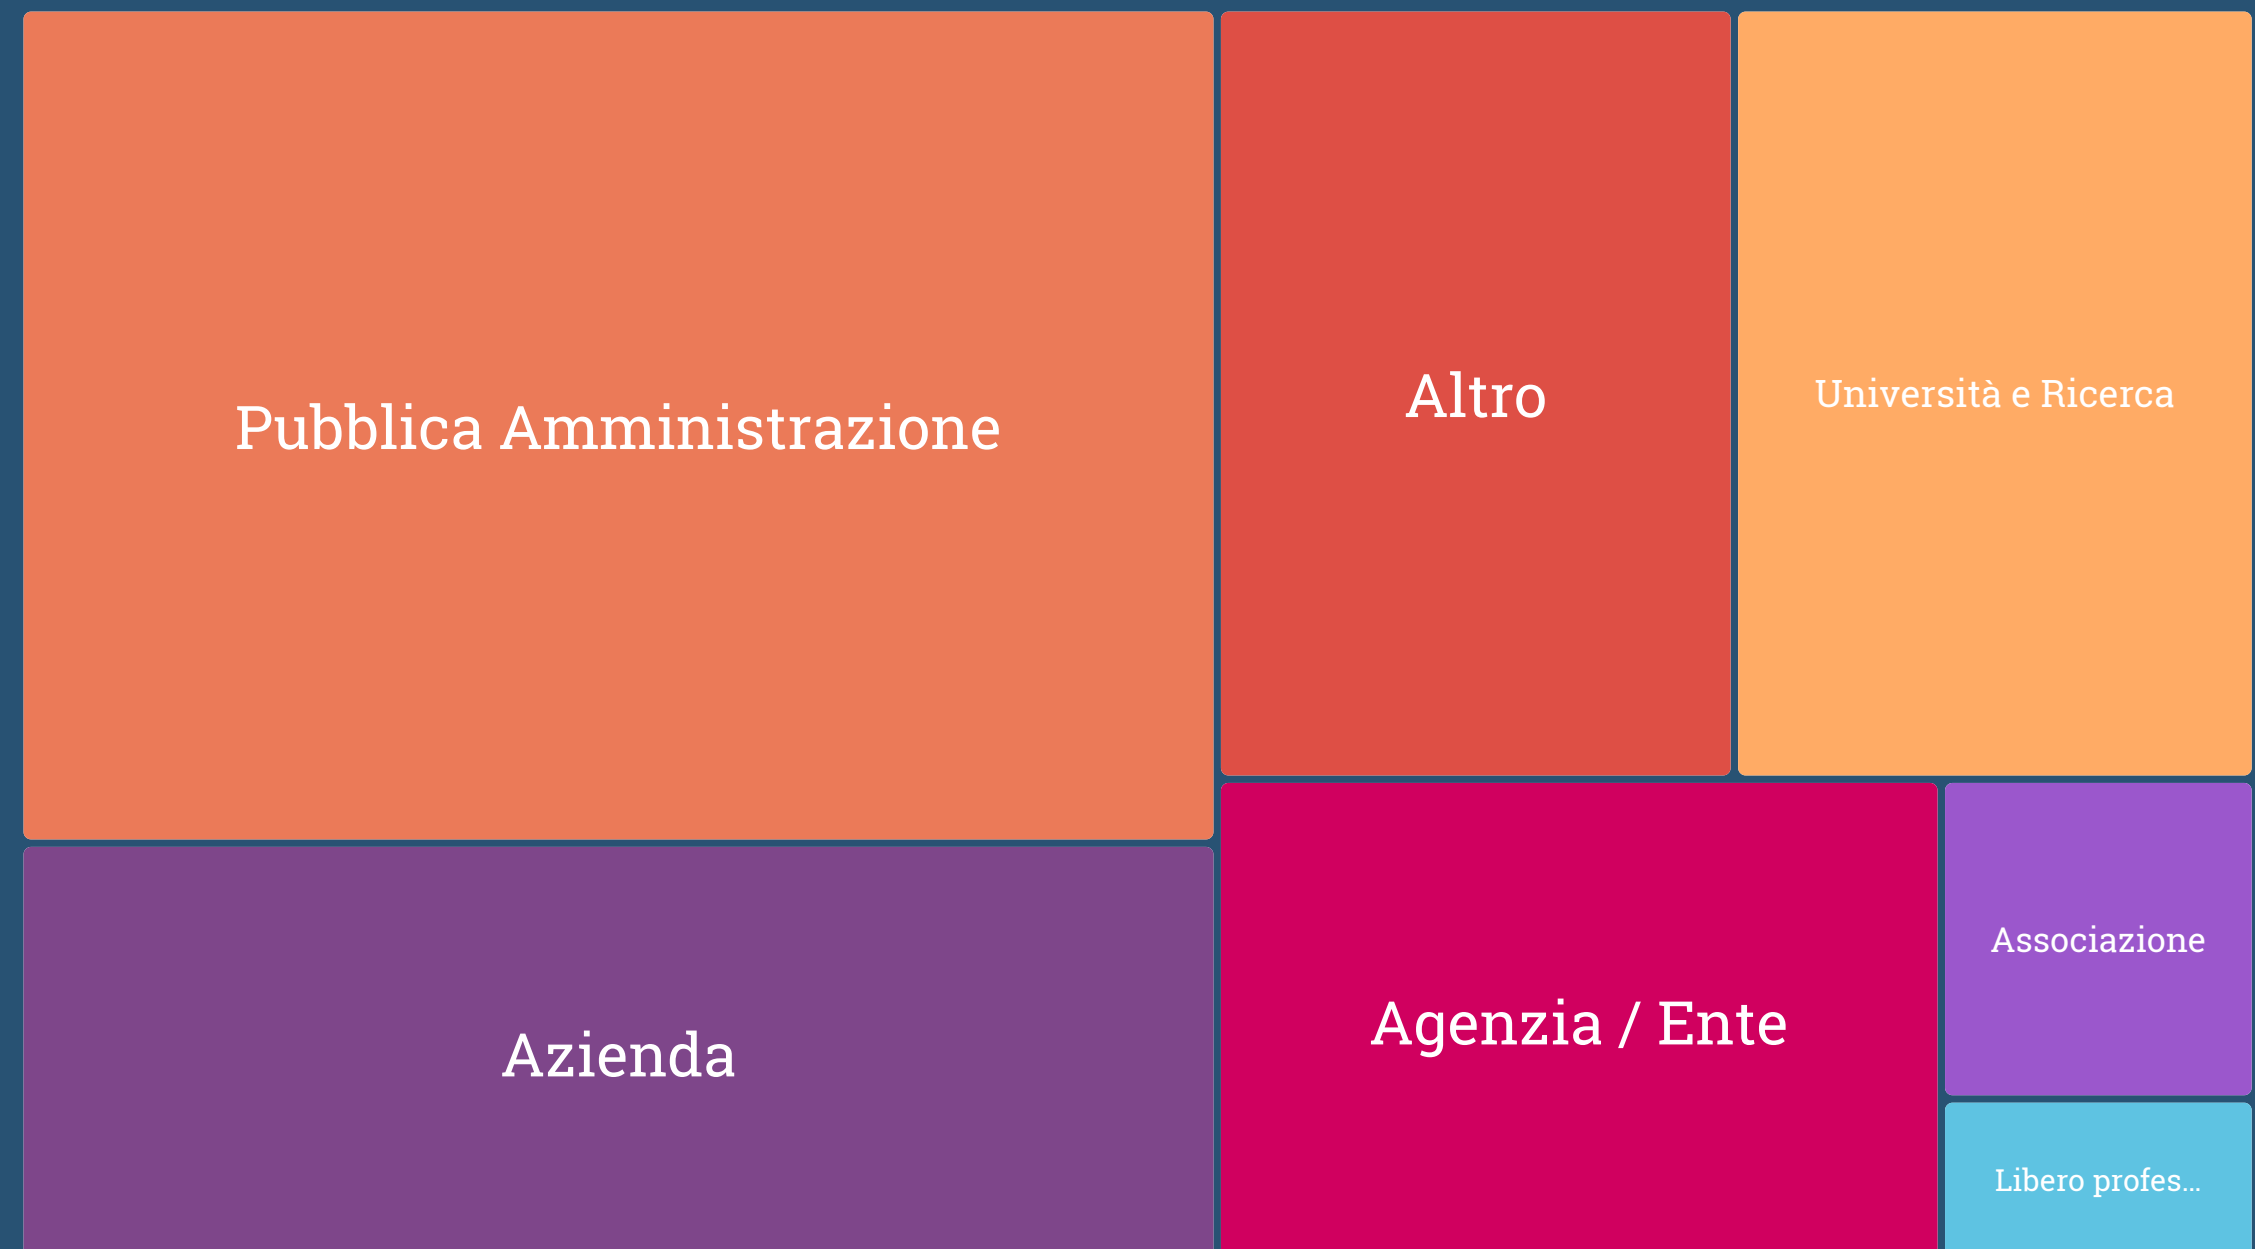 Pubblica Amministrazione
Altro
Università e Ricerca
Azienda
Agenzia / Ente
Associazione
Libero profes...